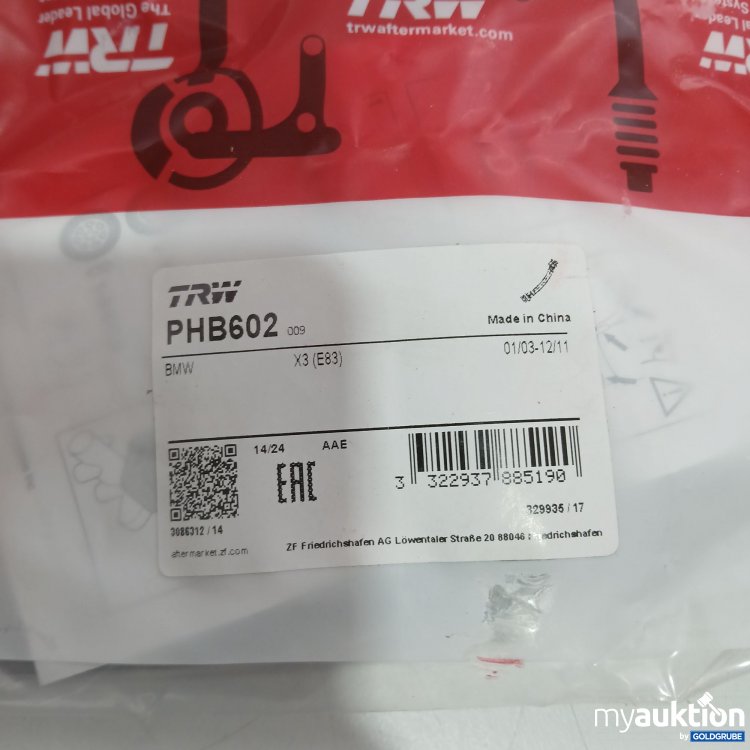 The Global Leader
TRW
TRW
trwaftermarket.com
TRW
TRW
PHB602 009
Made in China
BMW X3 (E83) 01/03-12/11
14/24 AAE
EAC
3 322937 885190
3086312 / 14
329935 / 17
aftermarket.zf.com
ZF Friedrichshafen AG Löwentaler Straße 20 88046 Friedrichshafen
myauktion
by GOLDGRUBE